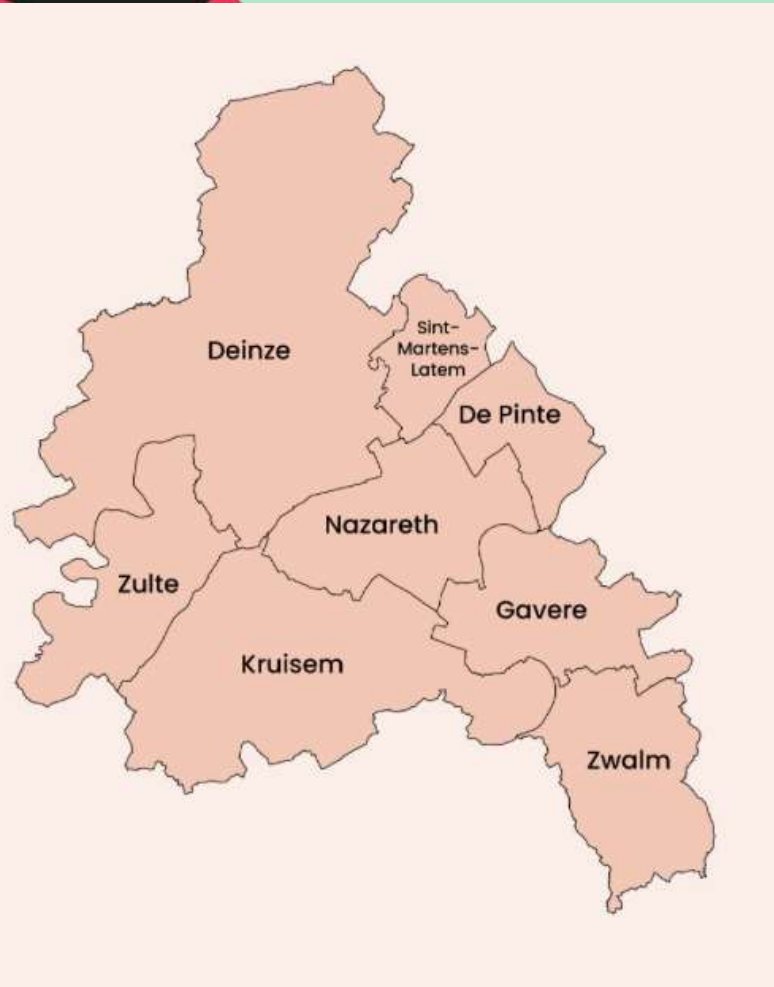 Sint-
Martens-
Latem
Deinze
De Pinte
Nazareth
Zulte
Gavere
Kruisem
Zwalm